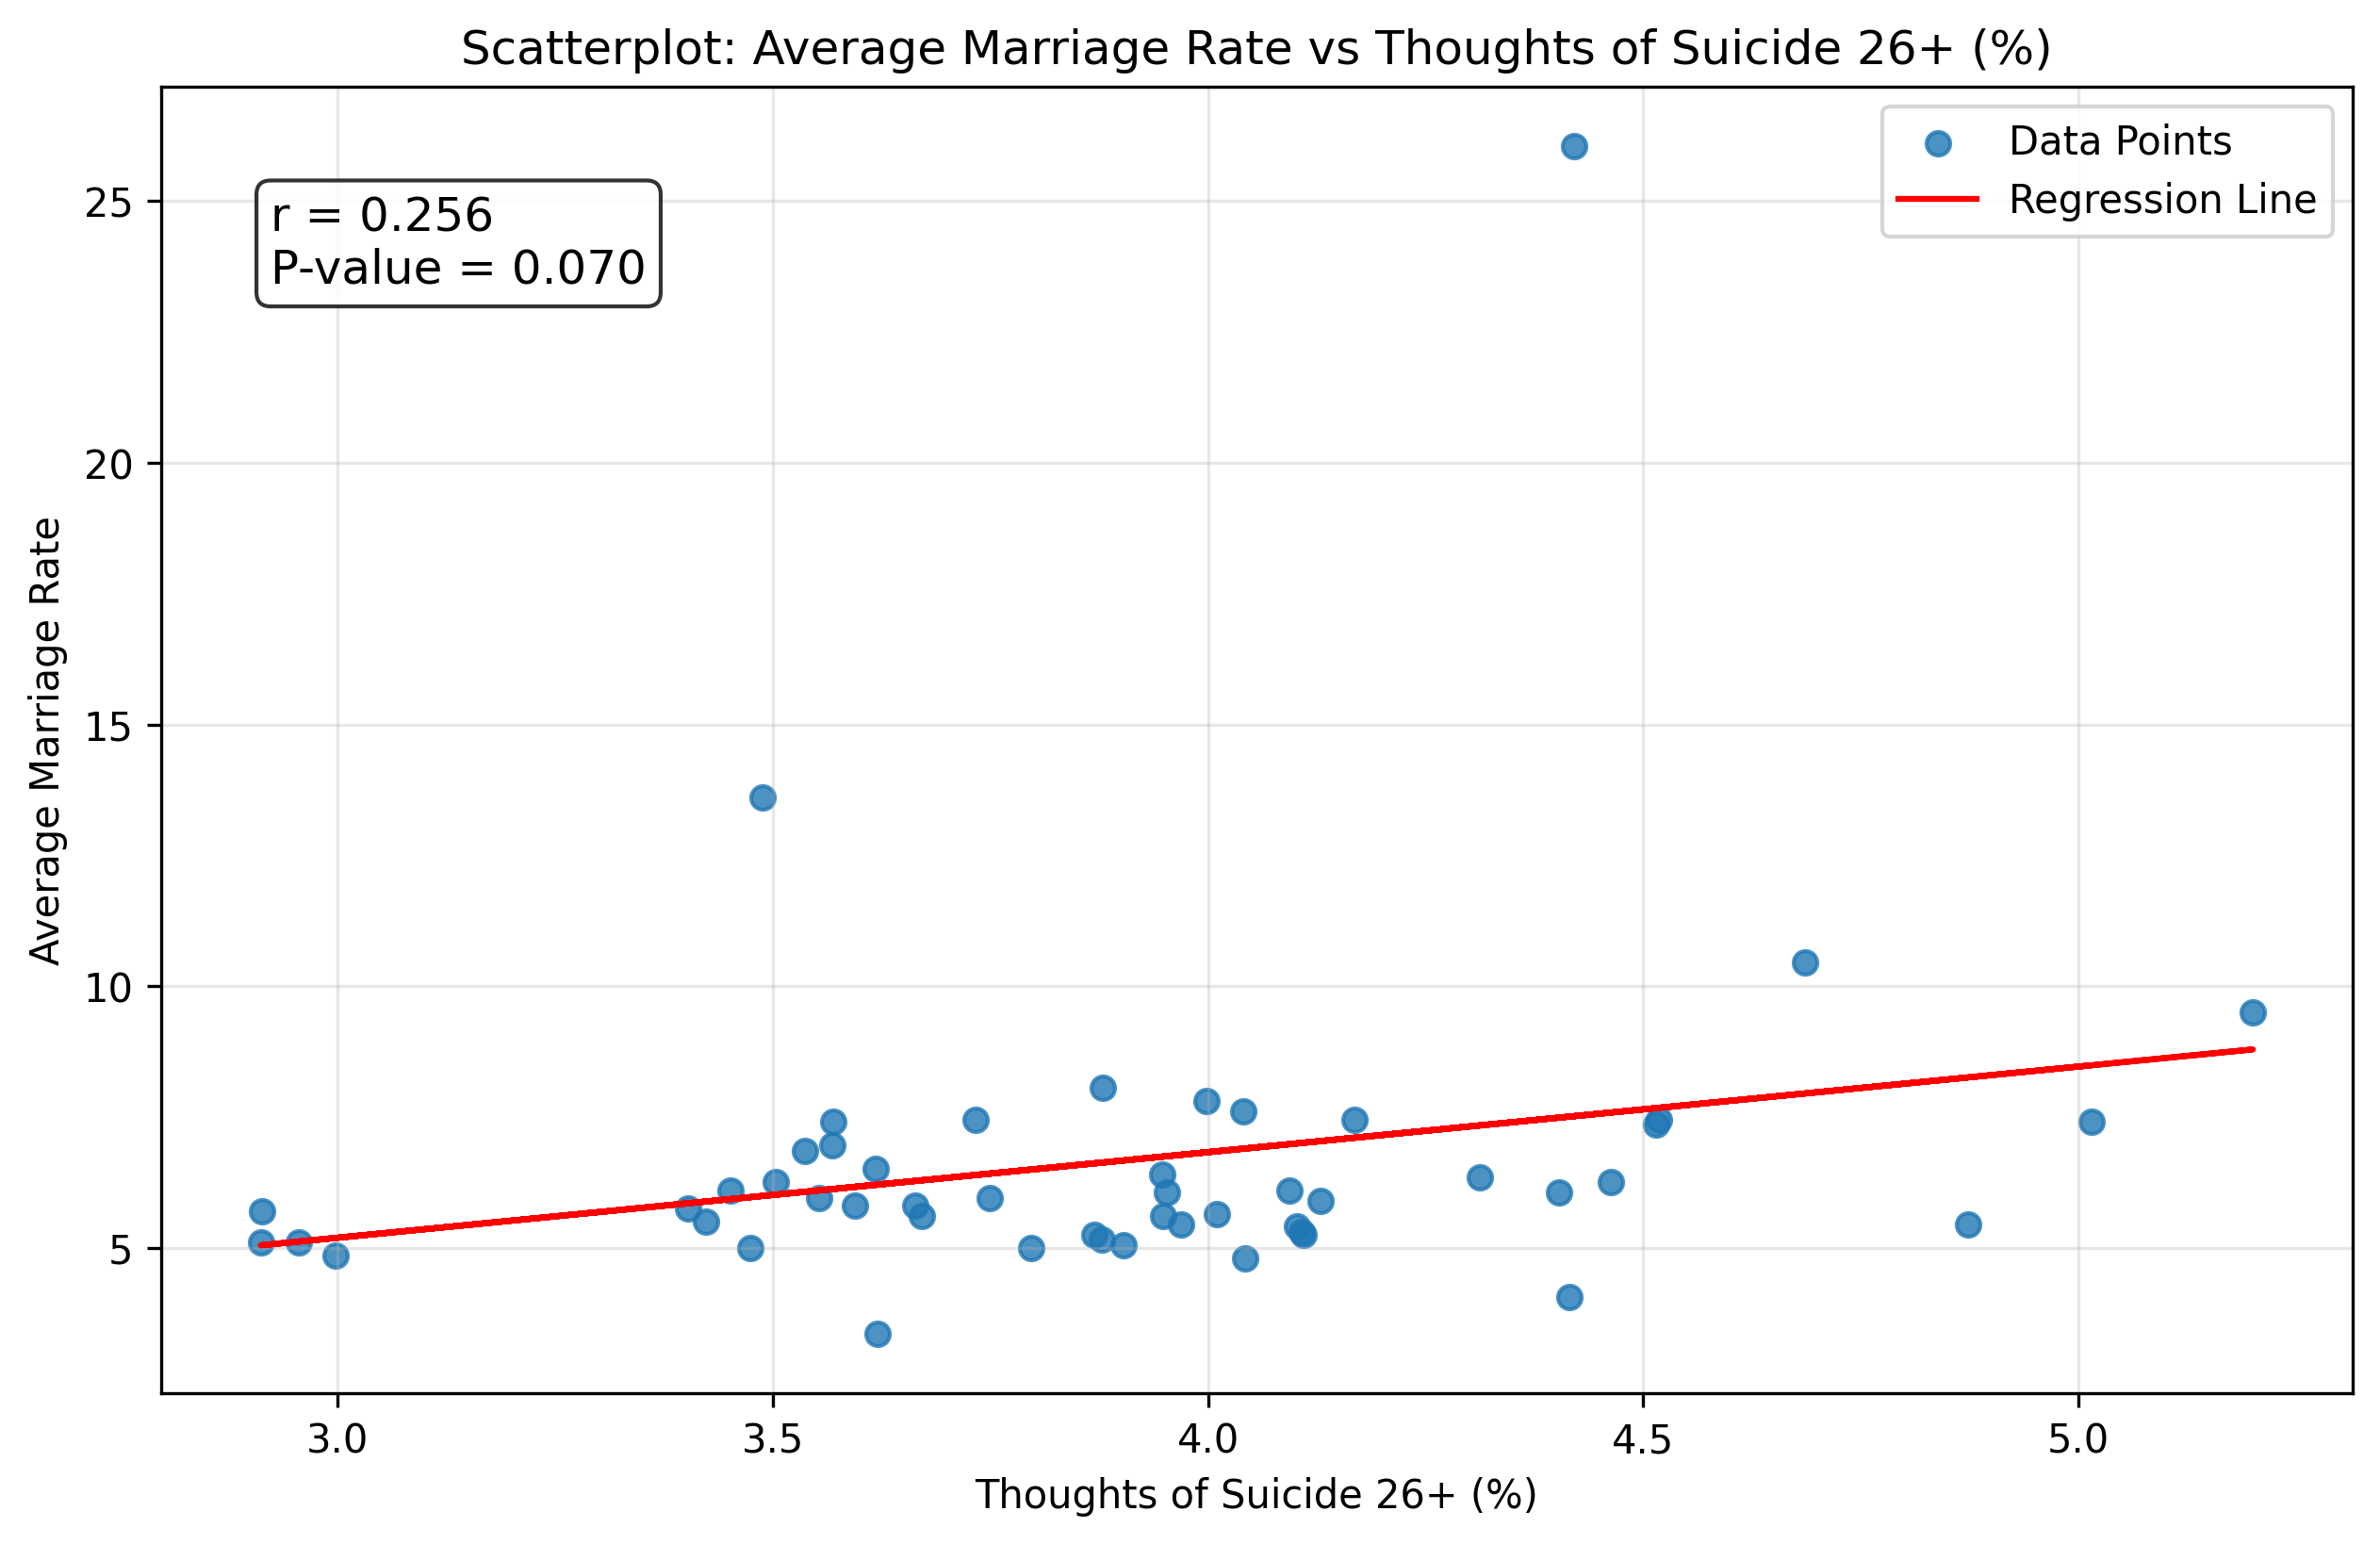 Scatterplot: Average Marriage Rate vs Thoughts of Suicide 26+ (%)
Data Points
Regression Line
r = 0.256
P-value = 0.070
25
20
15
10
5
Average Marriage Rate
3.0 3.5 4.0 4.5 5.0
Thoughts of Suicide 26+ (%)